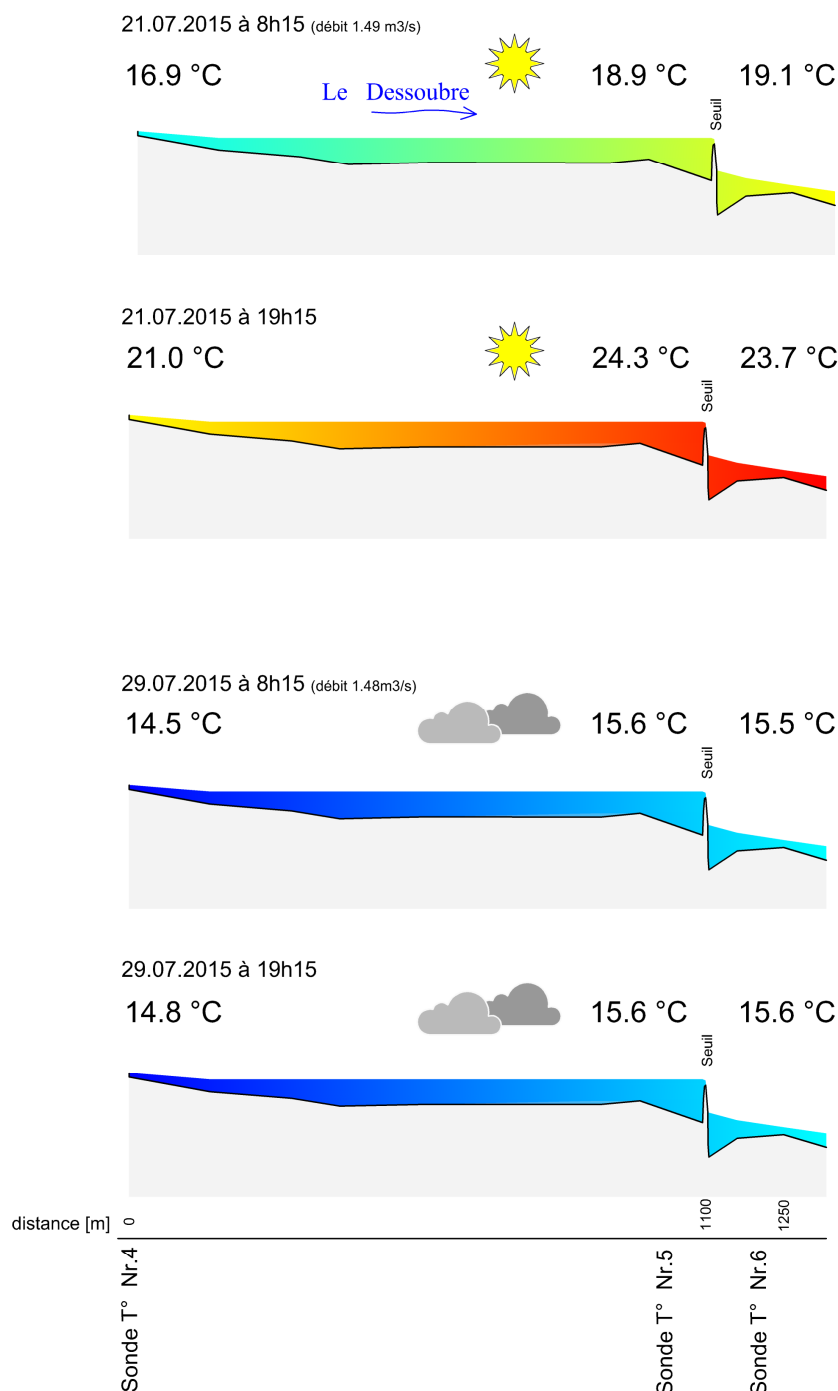 21.07.2015 à 8h15 (débit 1.49 m3/s)
16.9 °C 18.9 °C 19.1 °C
Le Dessoubre
Seuil
21.07.2015 à 19h15
21.0 °C 24.3 °C 23.7 °C
Seuil
29.07.2015 à 8h15 (débit 1.48m3/s)
14.5 °C 15.6 °C 15.5 °C
Seuil
29.07.2015 à 19h15
14.8 °C 15.6 °C 15.6 °C
Seuil
distance [m] 0 1100 1250
Sonde T° Nr.4
Sonde T° Nr.5
Sonde T° Nr.6